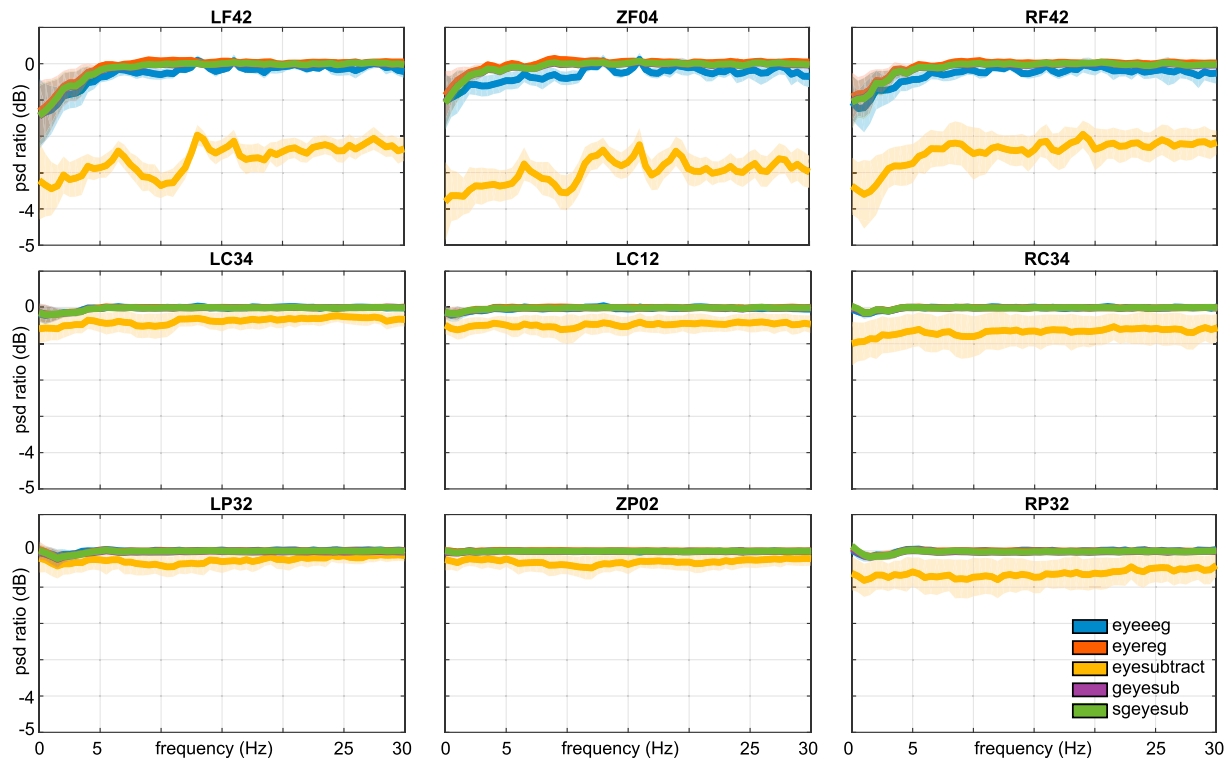 LF42 ZF04 RF42
0
psd ratio (dB)
-4
-5
LC34 LC12 RC34
0
psd ratio (dB)
-4
-5
LP32 ZP02 RP32
0
psd ratio (dB)
-4
-5
eyeeeg
eyereg
eyesubtract
geyesub
sgeyesub
0 5 frequency (Hz) 25 30 0 5 frequency (Hz) 25 30 0 5 frequency (Hz) 25 30